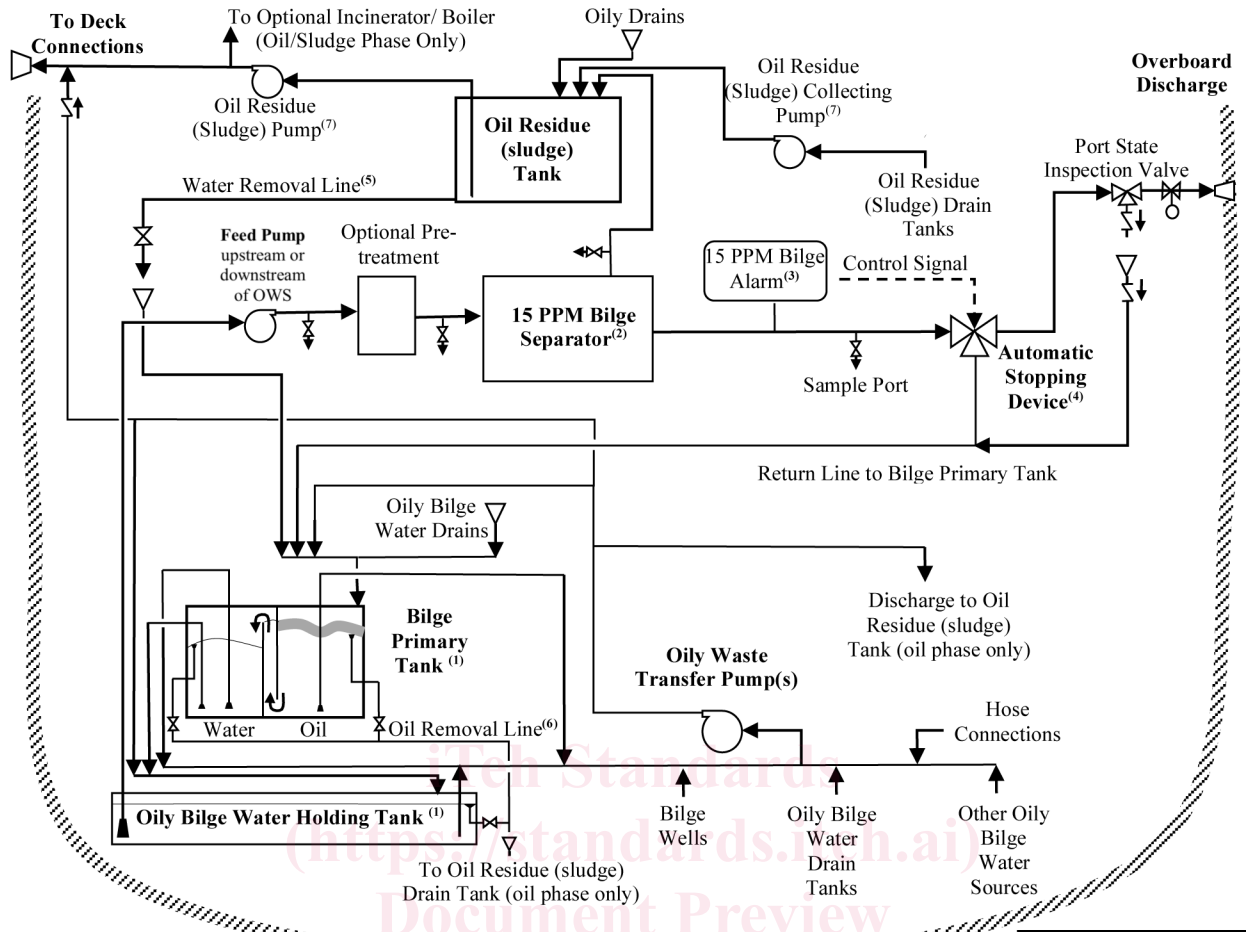 To Deck
Connections
To Optional Incinerator/ Boiler
(Oil/Sludge Phase Only)
Oily Drains
Oil Residue
(Sludge) Pump(7)
Oil Residue
(sludge)
Tank
Oil Residue
(Sludge) Collecting
Pump(7)
Overboard
Discharge
Port State
Inspection Valve
Oil Residue
(Sludge) Drain
Tanks
Water Removal Line(5)
Feed Pump
upstream or
downstream
of OWS
Optional Pre-
treatment
15 PPM Bilge
Separator(2)
15 PPM Bilge
Alarm(3)
Control Signal
Sample Port
Automatic
Stopping
Device(4)
Return Line to Bilge Primary Tank
Oily Bilge
Water Drains
Bilge
Primary
Tank (1)
Discharge to Oil
Residue (sludge)
Tank (oil phase only)
Oily Waste
Transfer Pump(s)
Water
Oil
Oil Removal Line(6)
Hose
Connections
Oily Bilge Water Holding Tank (1)
Bilge
Wells
Oily Bilge
Water
Drain
Tanks
Other Oily
Bilge
Water
Sources
To Oil Residue (sludge)
Drain Tank (oil phase only)
iTeh Standards
(https://standards.iteh.ai)
Document Preview